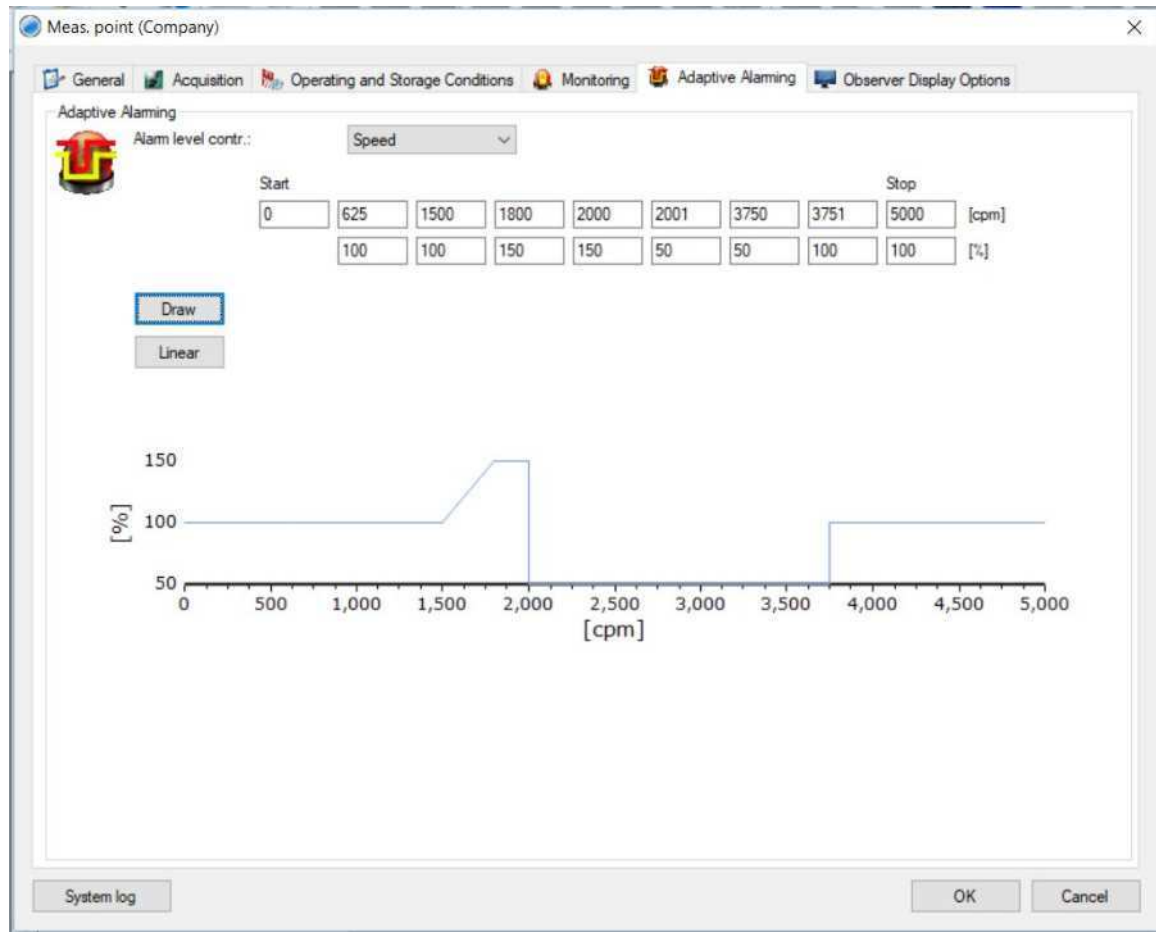 Meas. point (Company)
General Acquisition Operating and Storage Conditions Monitoring Adaptive Alarming Observer Display Options
Adaptive Alarming
Alarm level contr.: Speed
Start Stop
0 625 1500 1800 2000 2001 3750 3751 5000 [cpm]
100 100 150 150 50 50 100 100 [%]
Draw
Linear
150
100
50
[%]
0 500 1,000 1,500 2,000 2,500 3,000 3,500 4,000 4,500 5,000
[cpm]
System log OK Cancel